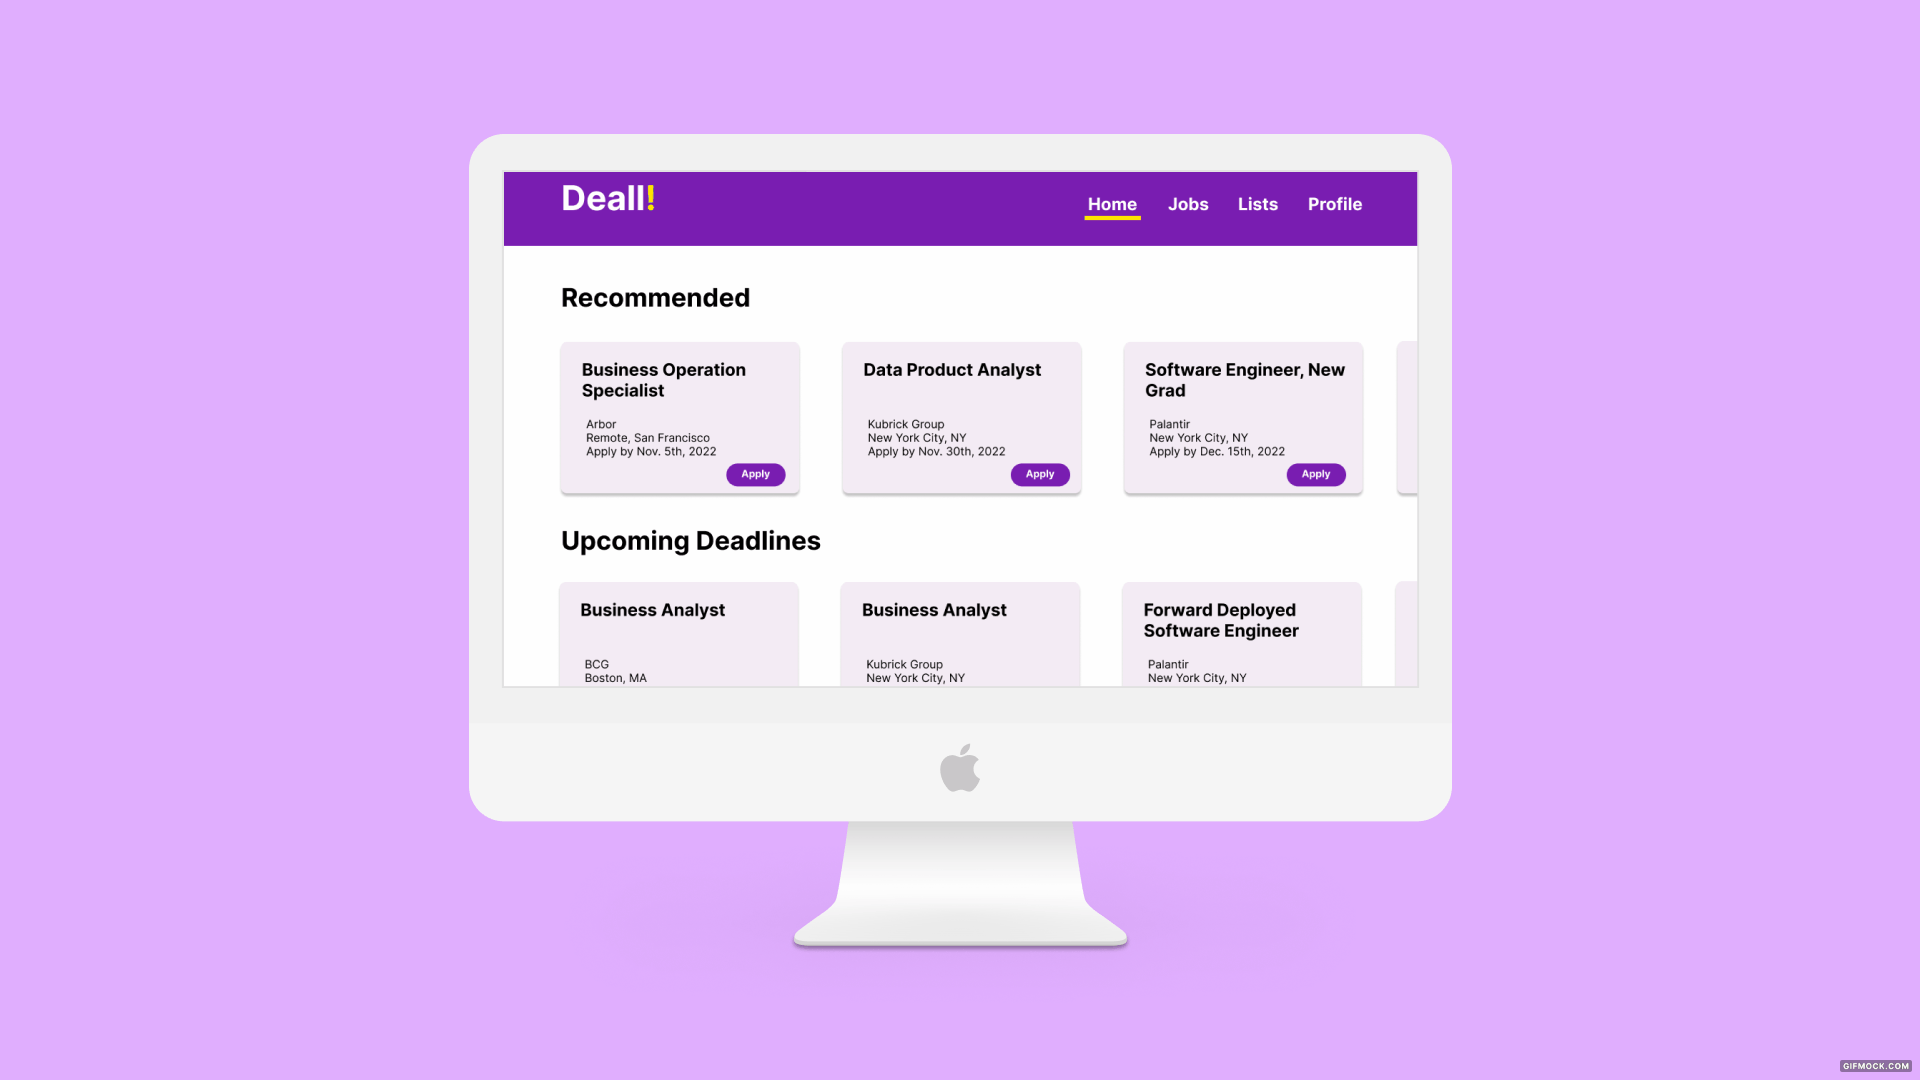 Deall!
Home Jobs Lists Profile
Recommended
Business Operation
Specialist
Arbor
Remote, San Francisco
Apply by Nov. 5th, 2022
Apply
Data Product Analyst
Kubrick Group
New York City, NY
Apply by Nov. 30th, 2022
Apply
Software Engineer, New
Grad
Palantir
New York City, NY
Apply by Dec. 15th, 2022
Apply
Upcoming Deadlines
Business Analyst
BCG
Boston, MA
Business Analyst
Kubrick Group
New York City, NY
Forward Deployed
Software Engineer
Palantir
New York City, NY
GIFMOCK.COM